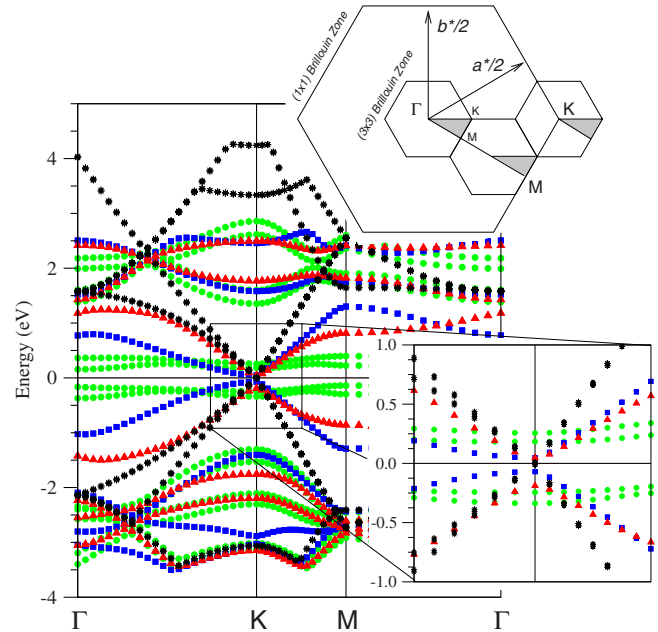 b*/2
a*/2
(1x1) Brillouin Zone
(3x3) Brillouin Zone
Γ
K
K
M
M
Energy (eV)
4
2
0
-2
-4
Γ
K
M
Γ
1.0
0.5
0.0
-0.5
-1.0